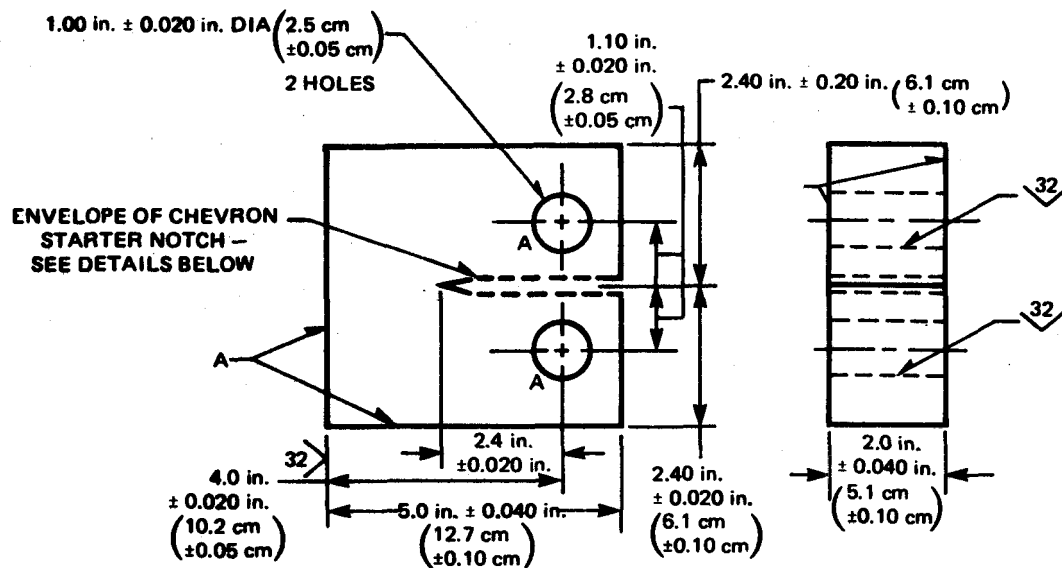 1.00 in. ± 0.020 in. DIA (2.5 cm
±0.05 cm)
2 HOLES
1.10 in.
± 0.020 in.
(2.8 cm
±0.05 cm)
2.40 in. ± 0.20 in. (6.1 cm
± 0.10 cm)
ENVELOPE OF CHEVRON
STARTER NOTCH –
SEE DETAILS BELOW
A
A
A
32
32
32
4.0 in.
± 0.020 in.
(10.2 cm
±0.05 cm)
2.4 in.
±0.020 in.
5.0 in. ± 0.040 in.
(12.7 cm
±0.10 cm)
2.40 in.
± 0.020 in.
(6.1 cm
±0.10 cm)
2.0 in.
± 0.040 in.
(5.1 cm
±0.10 cm)